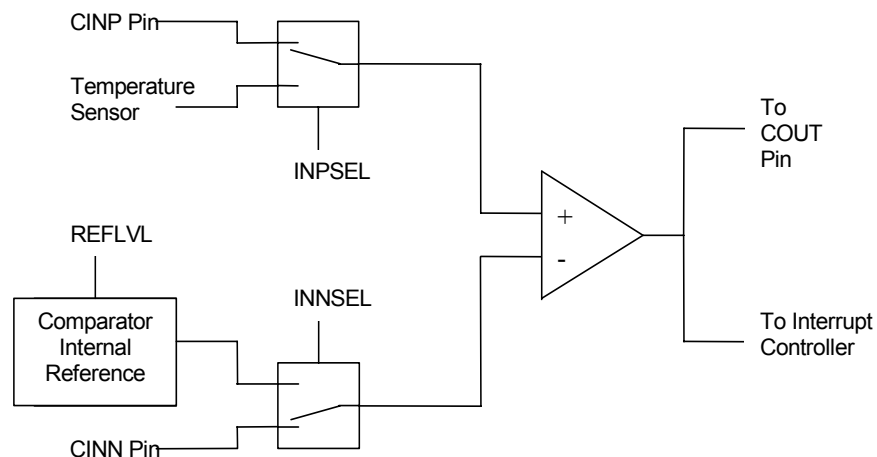 CINP Pin
Temperature
Sensor
INPSEL
To
COUT
Pin
+
-
REFLVL
INNSEL
Comparator
Internal
Reference
To Interrupt
Controller
CINN Pin